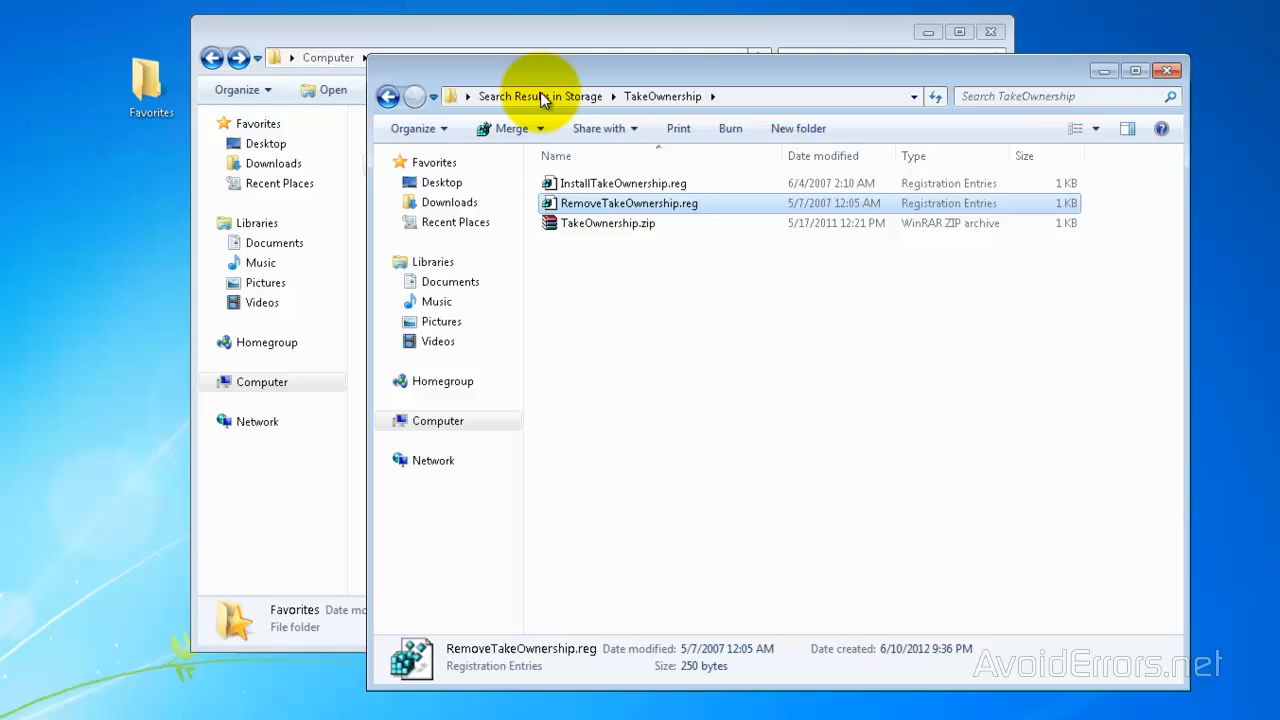 Favorites
Computer
Organize
Open
Favorites
Desktop
Downloads
Recent Places
Libraries
Documents
Music
Pictures
Videos
Homegroup
Computer
Network
Favorites Date mo
File folder
Search Results in Storage TakeOwnership
Search TakeOwnership
Organize Merge Share with Print Burn New folder
Favorites
Desktop
Downloads
Recent Places
Libraries
Documents
Music
Pictures
Videos
Homegroup
Computer
Network
Name Date modified Type Size
InstallTakeOwnership.reg 6/4/2007 2:10 AM Registration Entries 1 KB
RemoveTakeOwnership.reg 5/7/2007 12:05 AM Registration Entries 1 KB
TakeOwnership.zip 5/17/2011 12:21 PM WinRAR ZIP archive 1 KB
RemoveTakeOwnership.reg Date modified: 5/7/2007 12:05 AM Date created: 6/10/2012 9:36 PM
Registration Entries Size: 250 bytes
AvoidErrors.net